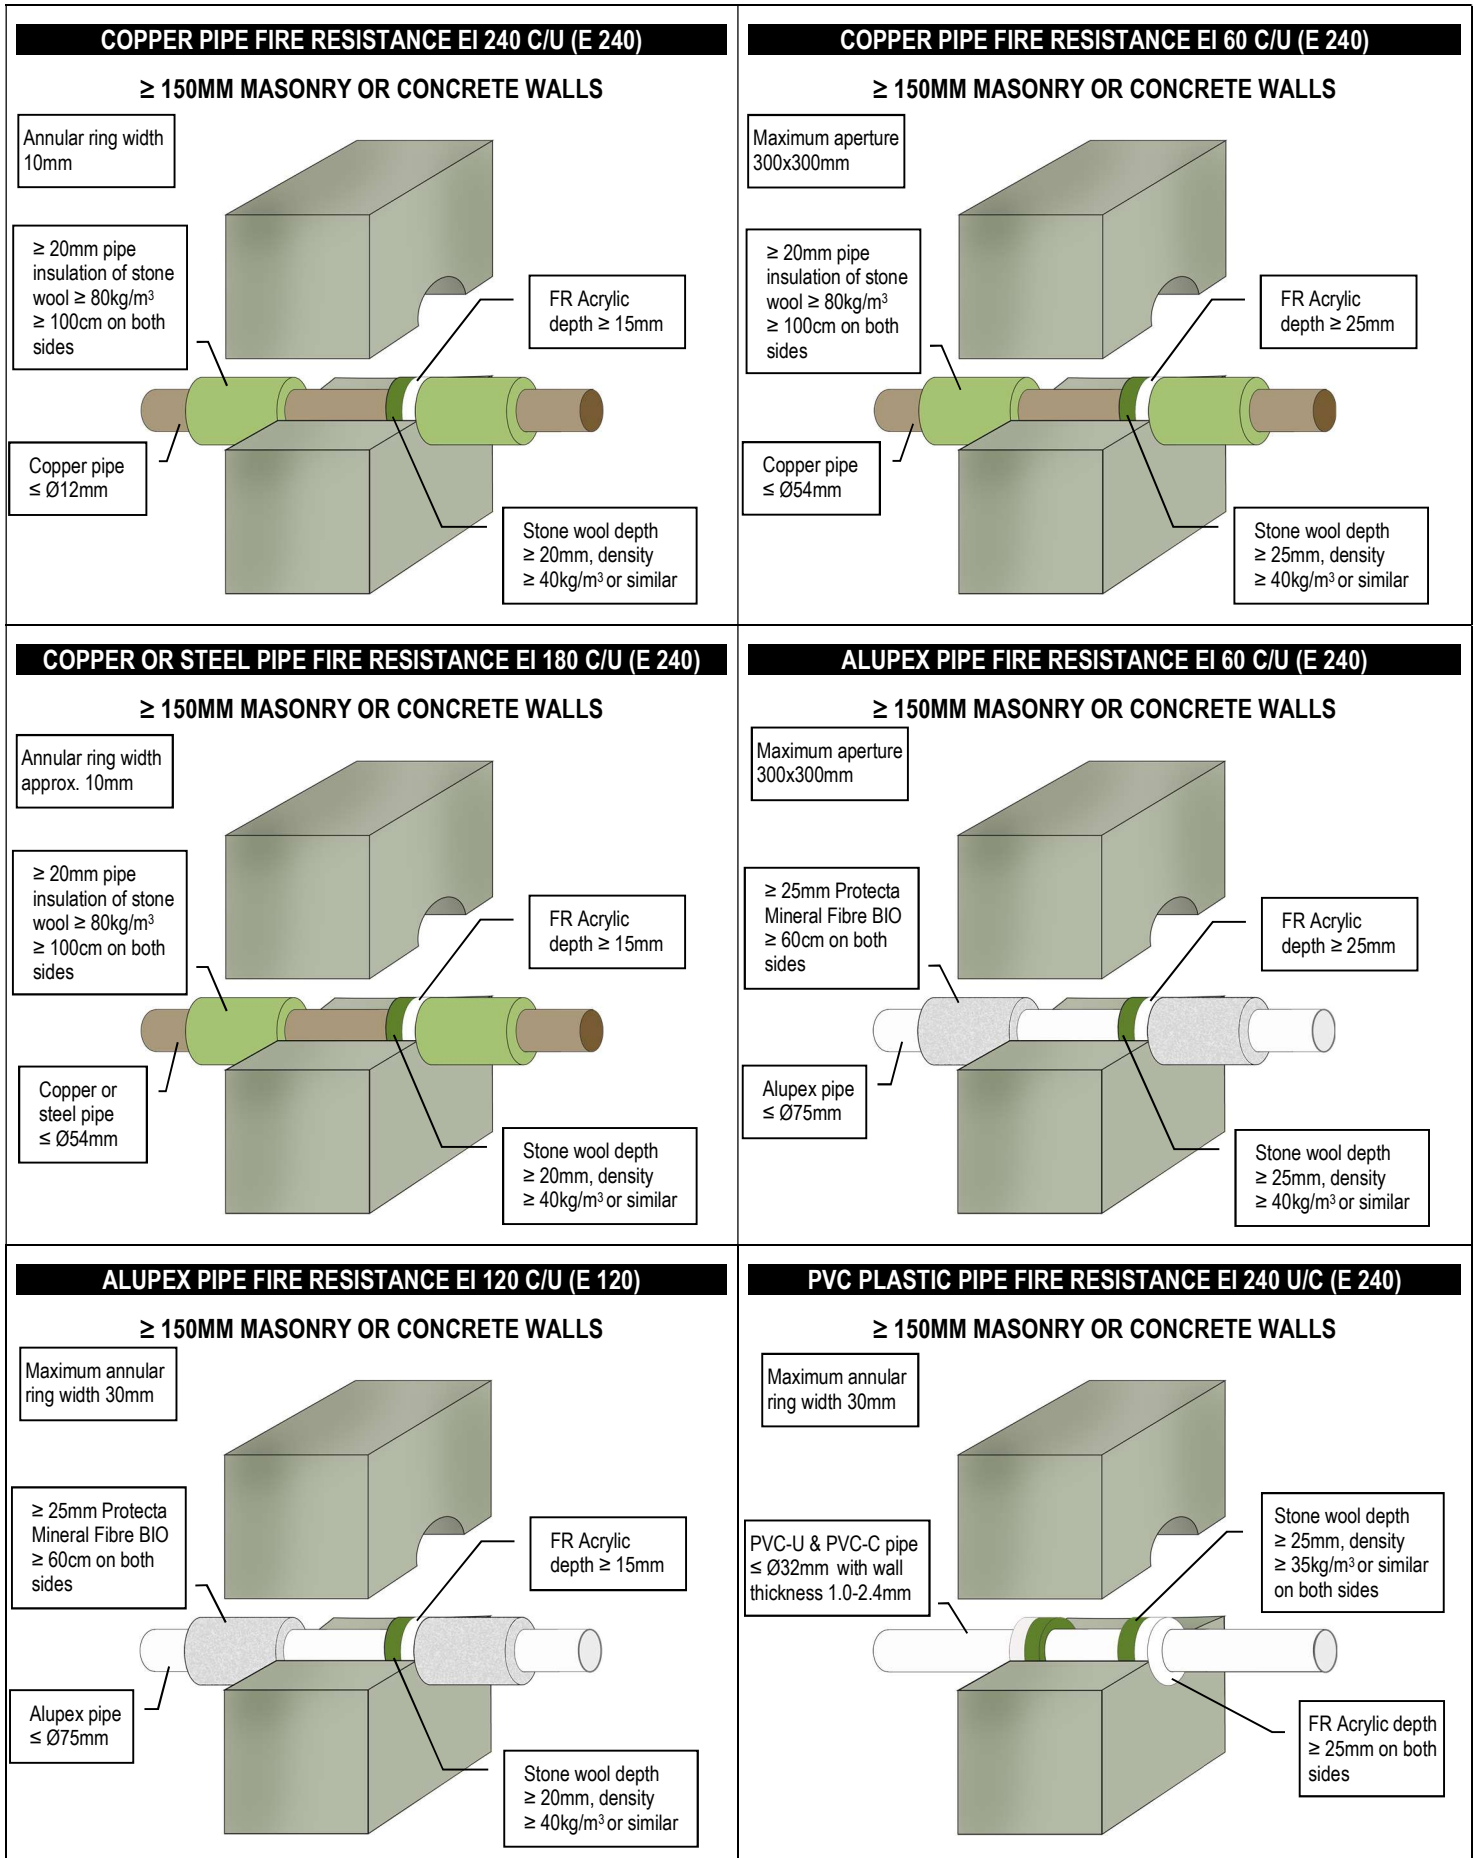 COPPER PIPE FIRE RESISTANCE EI 240 C/U (E 240)
≥ 150MM MASONRY OR CONCRETE WALLS
Annular ring width
10mm
≥ 20mm pipe
insulation of stone
wool ≥ 80kg/m³
≥ 100cm on both
sides
FR Acrylic
depth ≥ 15mm
Copper pipe
≤ Ø12mm
Stone wool depth
≥ 20mm, density
≥ 40kg/m³ or similar
COPPER PIPE FIRE RESISTANCE EI 60 C/U (E 240)
≥ 150MM MASONRY OR CONCRETE WALLS
Maximum aperture
300x300mm
≥ 20mm pipe
insulation of stone
wool ≥ 80kg/m³
≥ 100cm on both
sides
FR Acrylic
depth ≥ 25mm
Copper pipe
≤ Ø54mm
Stone wool depth
≥ 25mm, density
≥ 40kg/m³ or similar
COPPER OR STEEL PIPE FIRE RESISTANCE EI 180 C/U (E 240)
≥ 150MM MASONRY OR CONCRETE WALLS
Annular ring width
approx. 10mm
≥ 20mm pipe
insulation of stone
wool ≥ 80kg/m³
≥ 100cm on both
sides
FR Acrylic
depth ≥ 15mm
Copper or
steel pipe
≤ Ø54mm
Stone wool depth
≥ 20mm, density
≥ 40kg/m³ or similar
ALUPEX PIPE FIRE RESISTANCE EI 60 C/U (E 240)
≥ 150MM MASONRY OR CONCRETE WALLS
Maximum aperture
300x300mm
≥ 25mm Protecta
Mineral Fibre BIO
≥ 60cm on both
sides
FR Acrylic
depth ≥ 25mm
Alupex pipe
≤ Ø75mm
Stone wool depth
≥ 25mm, density
≥ 40kg/m³ or similar
ALUPEX PIPE FIRE RESISTANCE EI 120 C/U (E 120)
≥ 150MM MASONRY OR CONCRETE WALLS
Maximum annular
ring width 30mm
≥ 25mm Protecta
Mineral Fibre BIO
≥ 60cm on both
sides
FR Acrylic
depth ≥ 15mm
Alupex pipe
≤ Ø75mm
Stone wool depth
≥ 20mm, density
≥ 40kg/m³ or similar
PVC PLASTIC PIPE FIRE RESISTANCE EI 240 U/C (E 240)
≥ 150MM MASONRY OR CONCRETE WALLS
Maximum annular
ring width 30mm
PVC-U & PVC-C pipe
≤ Ø32mm with wall
thickness 1.0-2.4mm
Stone wool depth
≥ 25mm, density
≥ 35kg/m³ or similar
on both sides
FR Acrylic depth
≥ 25mm on both
sides